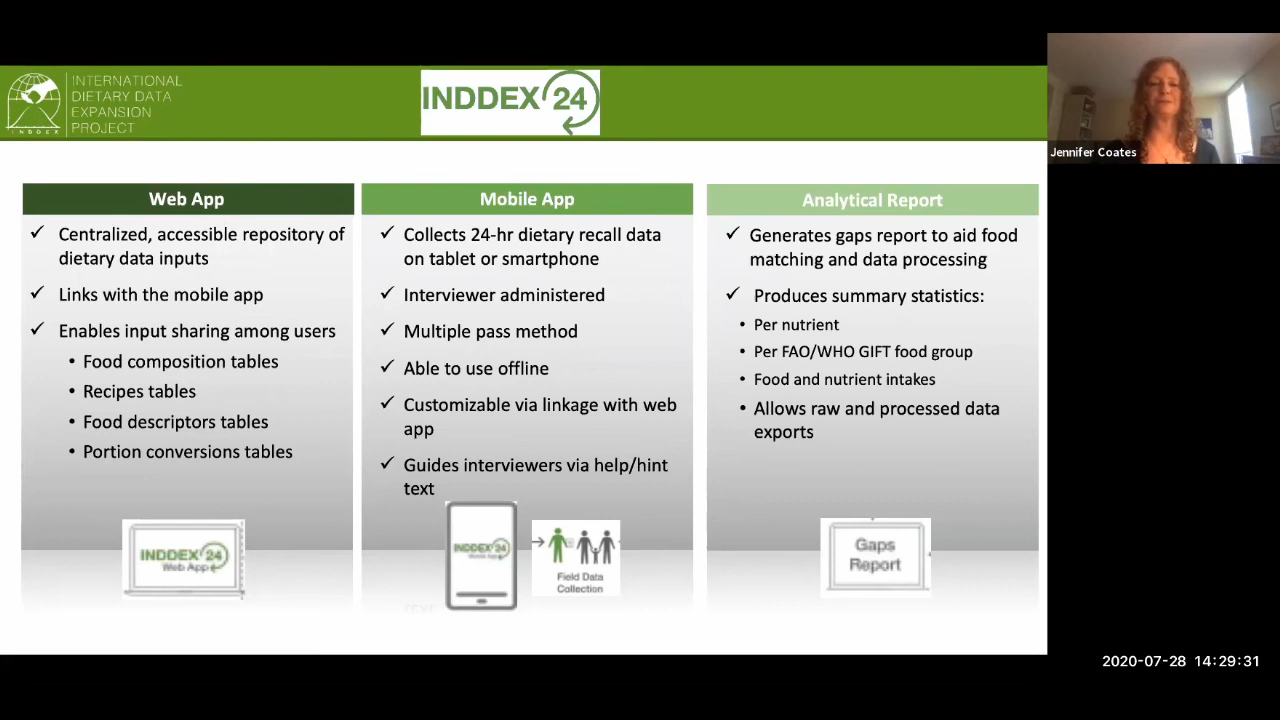 INTERNATIONAL
DIETARY DATA
EXPANSION
PROJECT
INDDEX
INDDEX 24
Jennifer Coates
Web App
✓ Centralized, accessible repository of
dietary data inputs
✓ Links with the mobile app
✓ Enables input sharing among users
• Food composition tables
• Recipes tables
• Food descriptors tables
• Portion conversions tables
INDDEX 24
Web App
Mobile App
✓ Collects 24-hr dietary recall data
on tablet or smartphone
✓ Interviewer administered
✓ Multiple pass method
✓ Able to use offline
✓ Customizable via linkage with web
app
✓ Guides interviewers via help/hint
text
INDDEX 24
Mobile App
Field Data
Collection
Analytical Report
✓ Generates gaps report to aid food
matching and data processing
✓ Produces summary statistics:
• Per nutrient
• Per FAO/WHO GIFT food group
• Food and nutrient intakes
• Allows raw and processed data
exports
Gaps
Report
2020-07-28 14:29:31